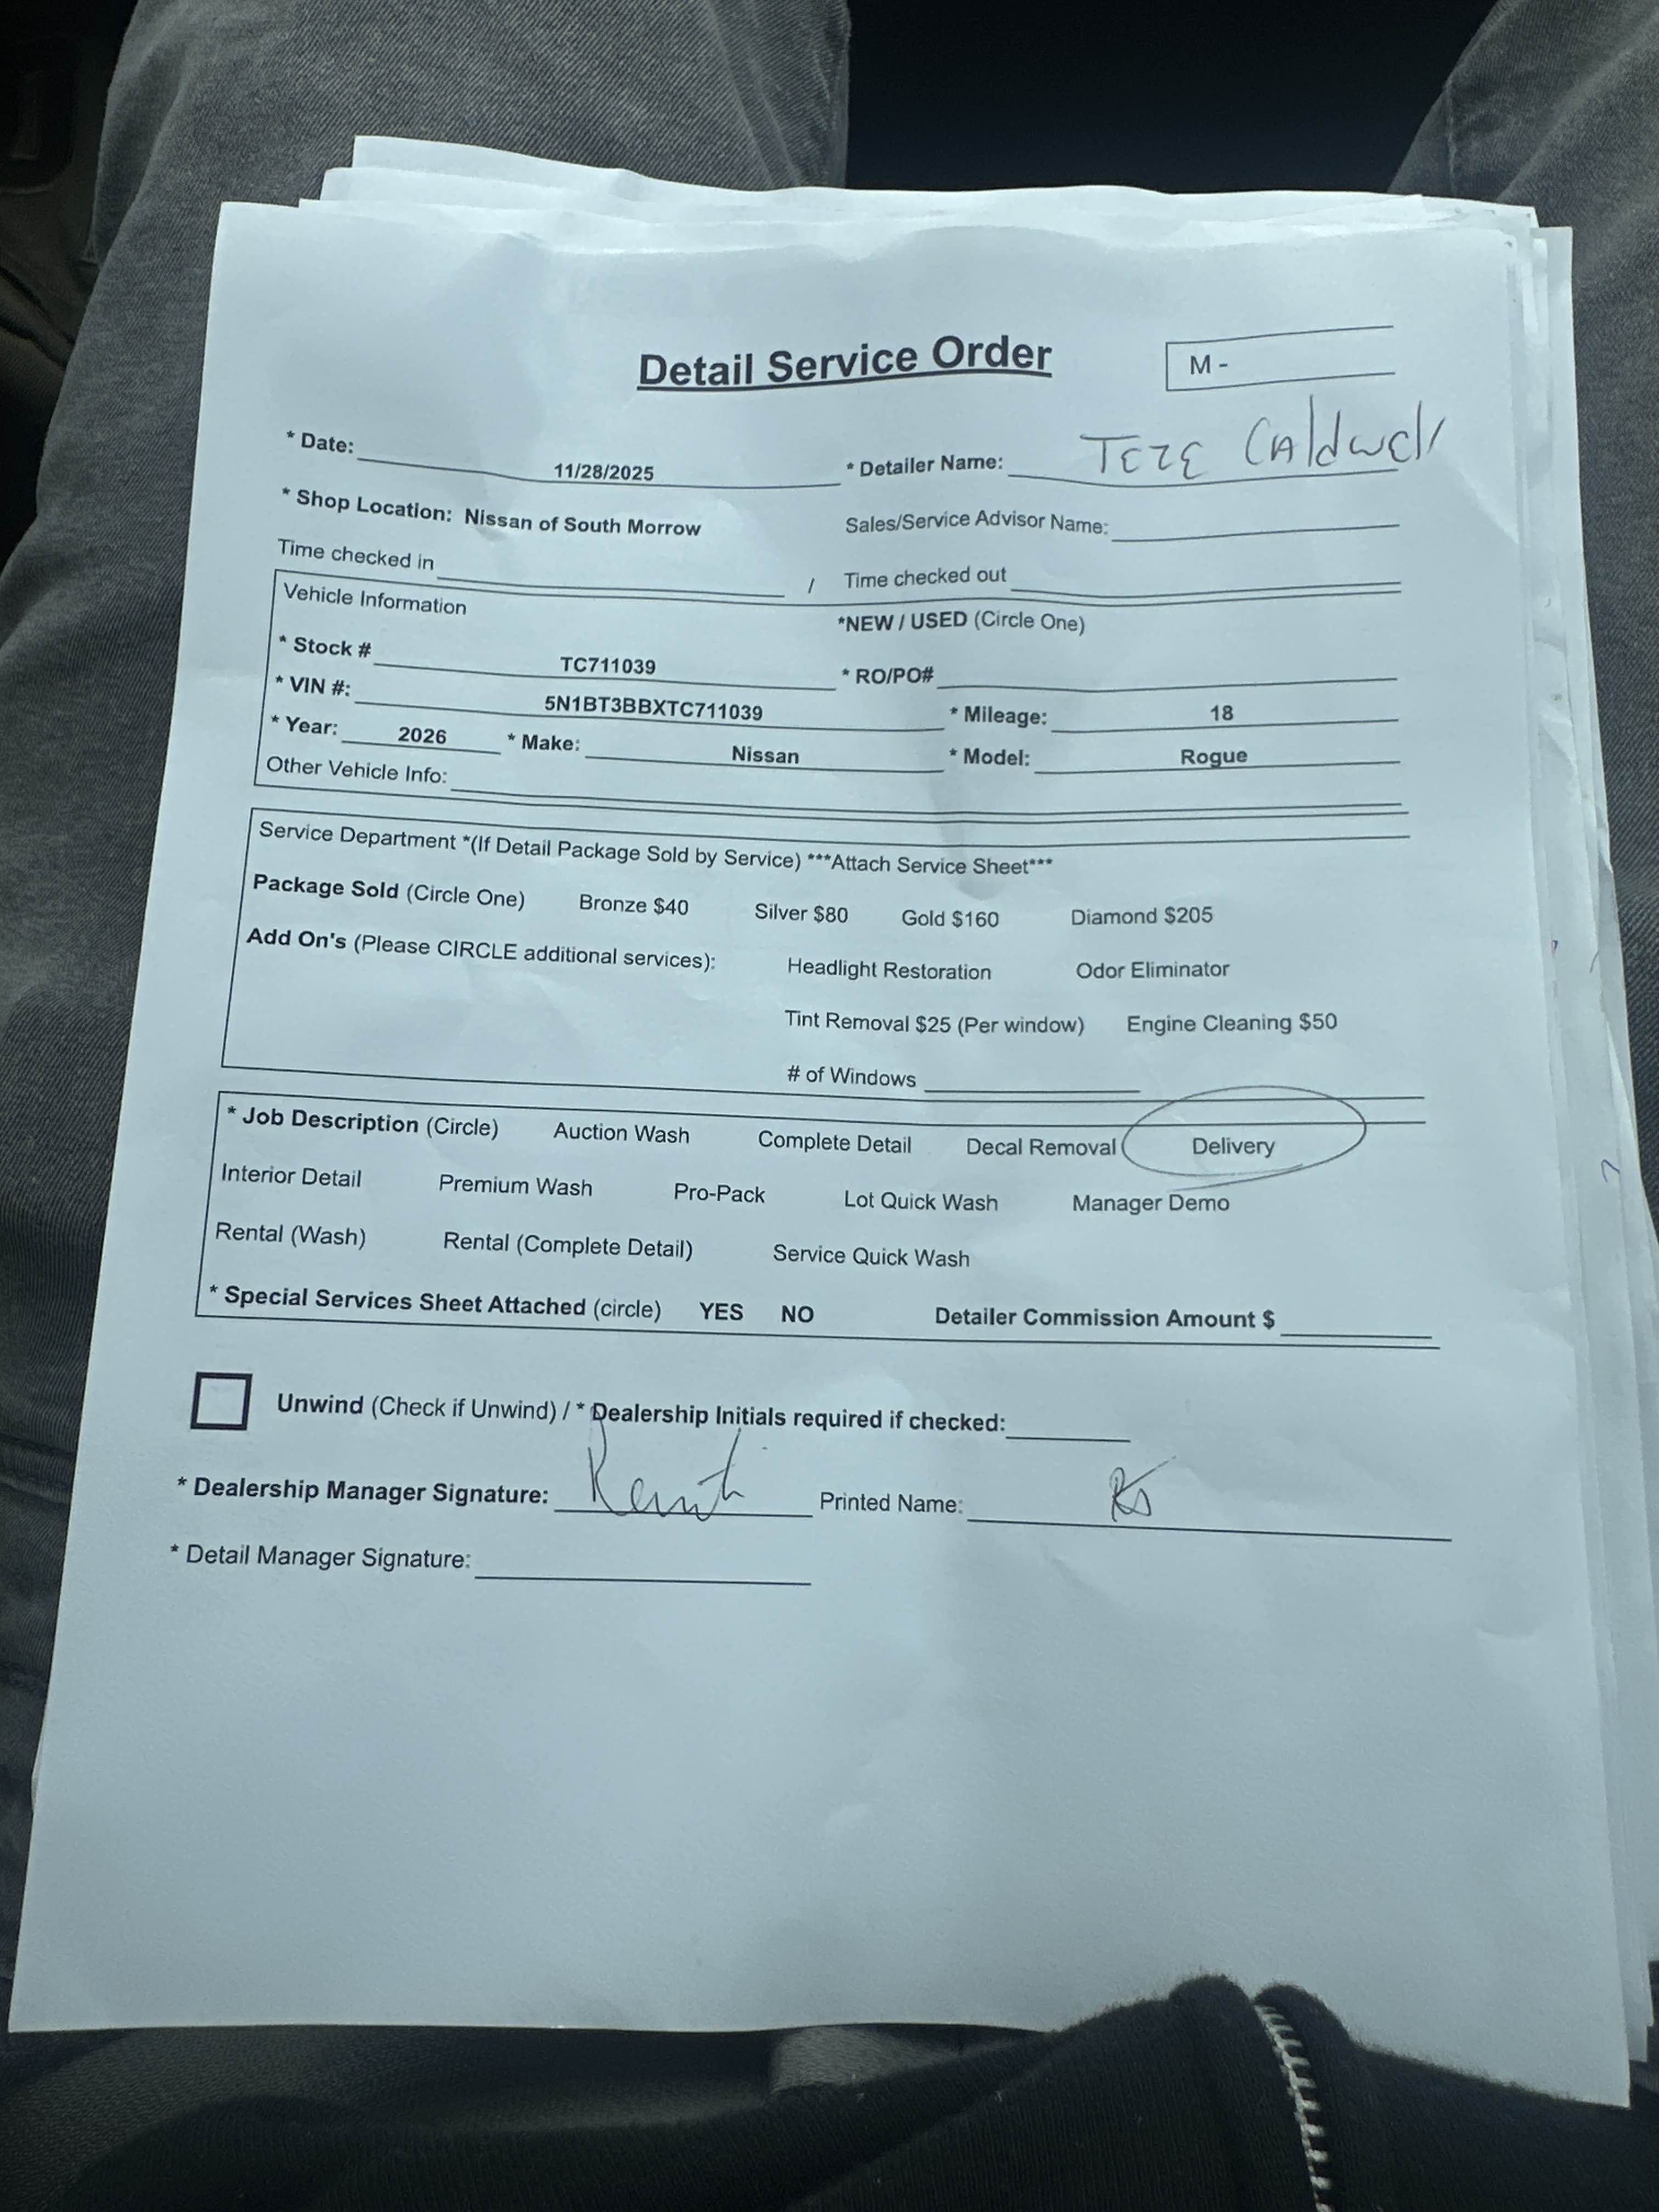 Detail Service Order
M -
* Date: 11/28/2025 * Detailer Name: TEZE CAldwell
* Shop Location: Nissan of South Morrow Sales/Service Advisor Name:
Time checked in / Time checked out
Vehicle Information *NEW / USED (Circle One)
* Stock # TC711039 * RO/PO#
* VIN #: 5N1BT3BBXTC711039 * Mileage: 18
* Year: 2026 * Make: Nissan * Model: Rogue
Other Vehicle Info:
Service Department *(If Detail Package Sold by Service) ***Attach Service Sheet***
Package Sold (Circle One) Bronze $40 Silver $80 Gold $160 Diamond $205
Add On's (Please CIRCLE additional services): Headlight Restoration Odor Eliminator
Tint Removal $25 (Per window) Engine Cleaning $50
# of Windows
* Job Description (Circle) Auction Wash Complete Detail Decal Removal Delivery
Interior Detail Premium Wash Pro-Pack Lot Quick Wash Manager Demo
Rental (Wash) Rental (Complete Detail) Service Quick Wash
* Special Services Sheet Attached (circle) YES NO Detailer Commission Amount $
Unwind (Check if Unwind) / * Dealership Initials required if checked:
* Dealership Manager Signature: Printed Name:
* Detail Manager Signature: